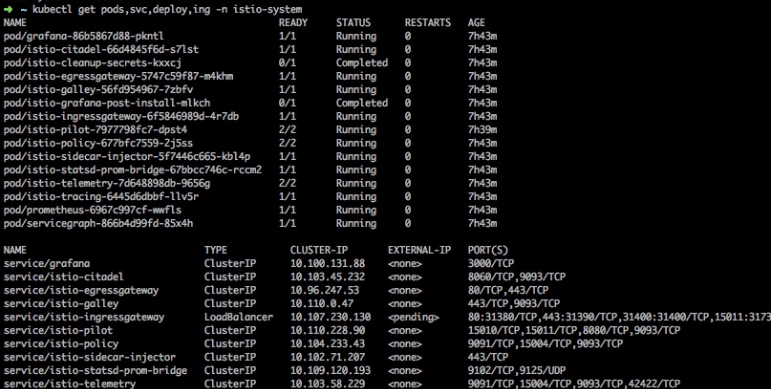 ➜ ~ kubectl get pods,svc,deploy,ing -n istio-system
NAME READY STATUS RESTARTS AGE
pod/grafana-86b5867d88-pkntl 1/1 Running 0 7h43m
pod/istio-citadel-66d4845f6d-s7lst 1/1 Running 0 7h43m
pod/istio-cleanup-secrets-kxxcj 0/1 Completed 0 7h43m
pod/istio-egressgateway-5747c59f87-m4khm 1/1 Running 0 7h43m
pod/istio-galley-56fd954967-7zbfv 1/1 Running 0 7h43m
pod/istio-grafana-post-install-mlkch 0/1 Completed 0 7h43m
pod/istio-ingressgateway-6f5846989d-4r7db 1/1 Running 0 7h43m
pod/istio-pilot-7977798fc7-dpst4 2/2 Running 0 7h39m
pod/istio-policy-677bfc7559-2j5ss 2/2 Running 0 7h43m
pod/istio-sidecar-injector-5f7446c665-kbl4p 1/1 Running 0 7h43m
pod/istio-statsd-prom-bridge-67bbcc746c-rccm2 1/1 Running 0 7h43m
pod/istio-telemetry-7d648898db-9656g 2/2 Running 0 7h43m
pod/istio-tracing-6445d6dbbf-llv5r 1/1 Running 0 7h43m
pod/prometheus-6967c997cf-wwfls 1/1 Running 0 7h43m
pod/servicegraph-866b4d99fd-85x4h 1/1 Running 0 7h43m
NAME TYPE CLUSTER-IP EXTERNAL-IP PORT(S)
service/grafana ClusterIP 10.100.131.88 <none> 3000/TCP
service/istio-citadel ClusterIP 10.103.45.232 <none> 8060/TCP,9093/TCP
service/istio-egressgateway ClusterIP 10.96.247.53 <none> 80/TCP,443/TCP
service/istio-galley ClusterIP 10.110.0.47 <none> 443/TCP,9093/TCP
service/istio-ingressgateway LoadBalancer 10.107.230.130 <pending> 80:31380/TCP,443:31390/TCP,31400:31400/TCP,15011:3173
service/istio-pilot ClusterIP 10.110.228.90 <none> 15010/TCP,15011/TCP,8080/TCP,9093/TCP
service/istio-policy ClusterIP 10.104.233.43 <none> 9091/TCP,15004/TCP,9093/TCP
service/istio-sidecar-injector ClusterIP 10.102.71.207 <none> 443/TCP
service/istio-statsd-prom-bridge ClusterIP 10.109.120.193 <none> 9102/TCP,9125/UDP
service/istio-telemetry ClusterIP 10.103.58.229 <none> 9091/TCP,15004/TCP,9093/TCP,42422/TCP